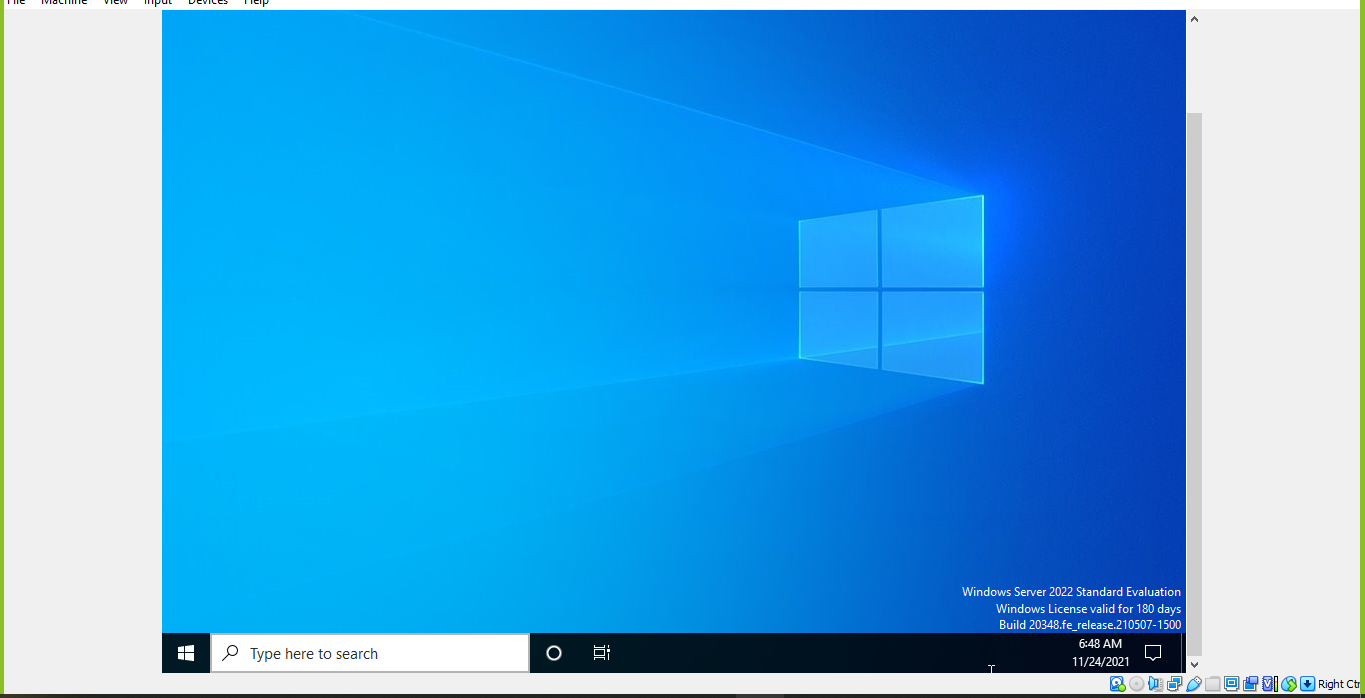 File Machine View Input Devices Help
Windows Server 2022 Standard Evaluation
Windows License valid for 180 days
Build 20348.fe_release.210507-1500
Type here to search
6:48 AM
11/24/2021
Right Ctr